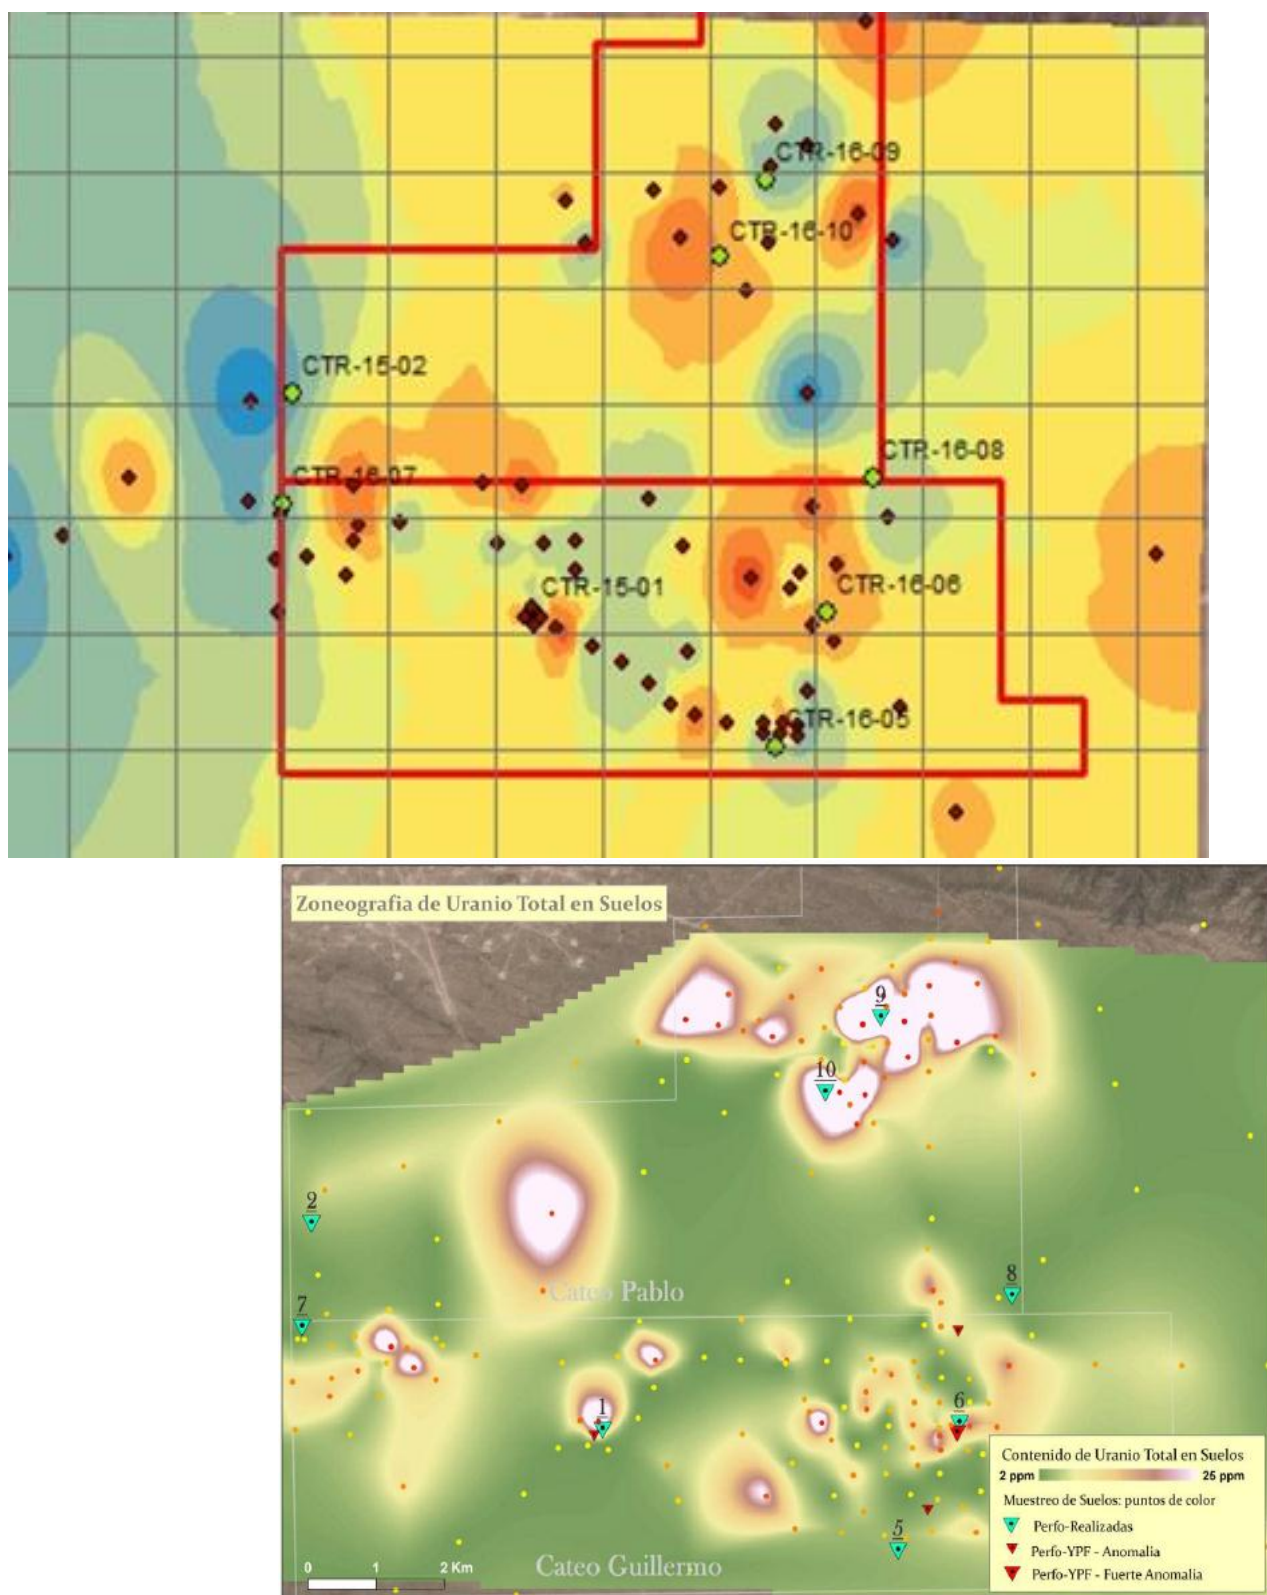 CTR-16-09
CTR-16-10
CTR-15-02
CTR-16-08
CTR-16-07
CTR-15-01
CTR-16-06
CTR-16-05
Zoneografia de Uranio Total en Suelos
9
10
2
8
Cateo Pablo
7
1
6
Contenido de Uranio Total en Suelos
2 ppm 25 ppm
Muestreo de Suelos: puntos de color
Perfo-Realizadas
Perfo-YPF - Anomalia
Perfo-YPF - Fuerte Anomalia
5
0 1 2 Km
Cateo Guillermo